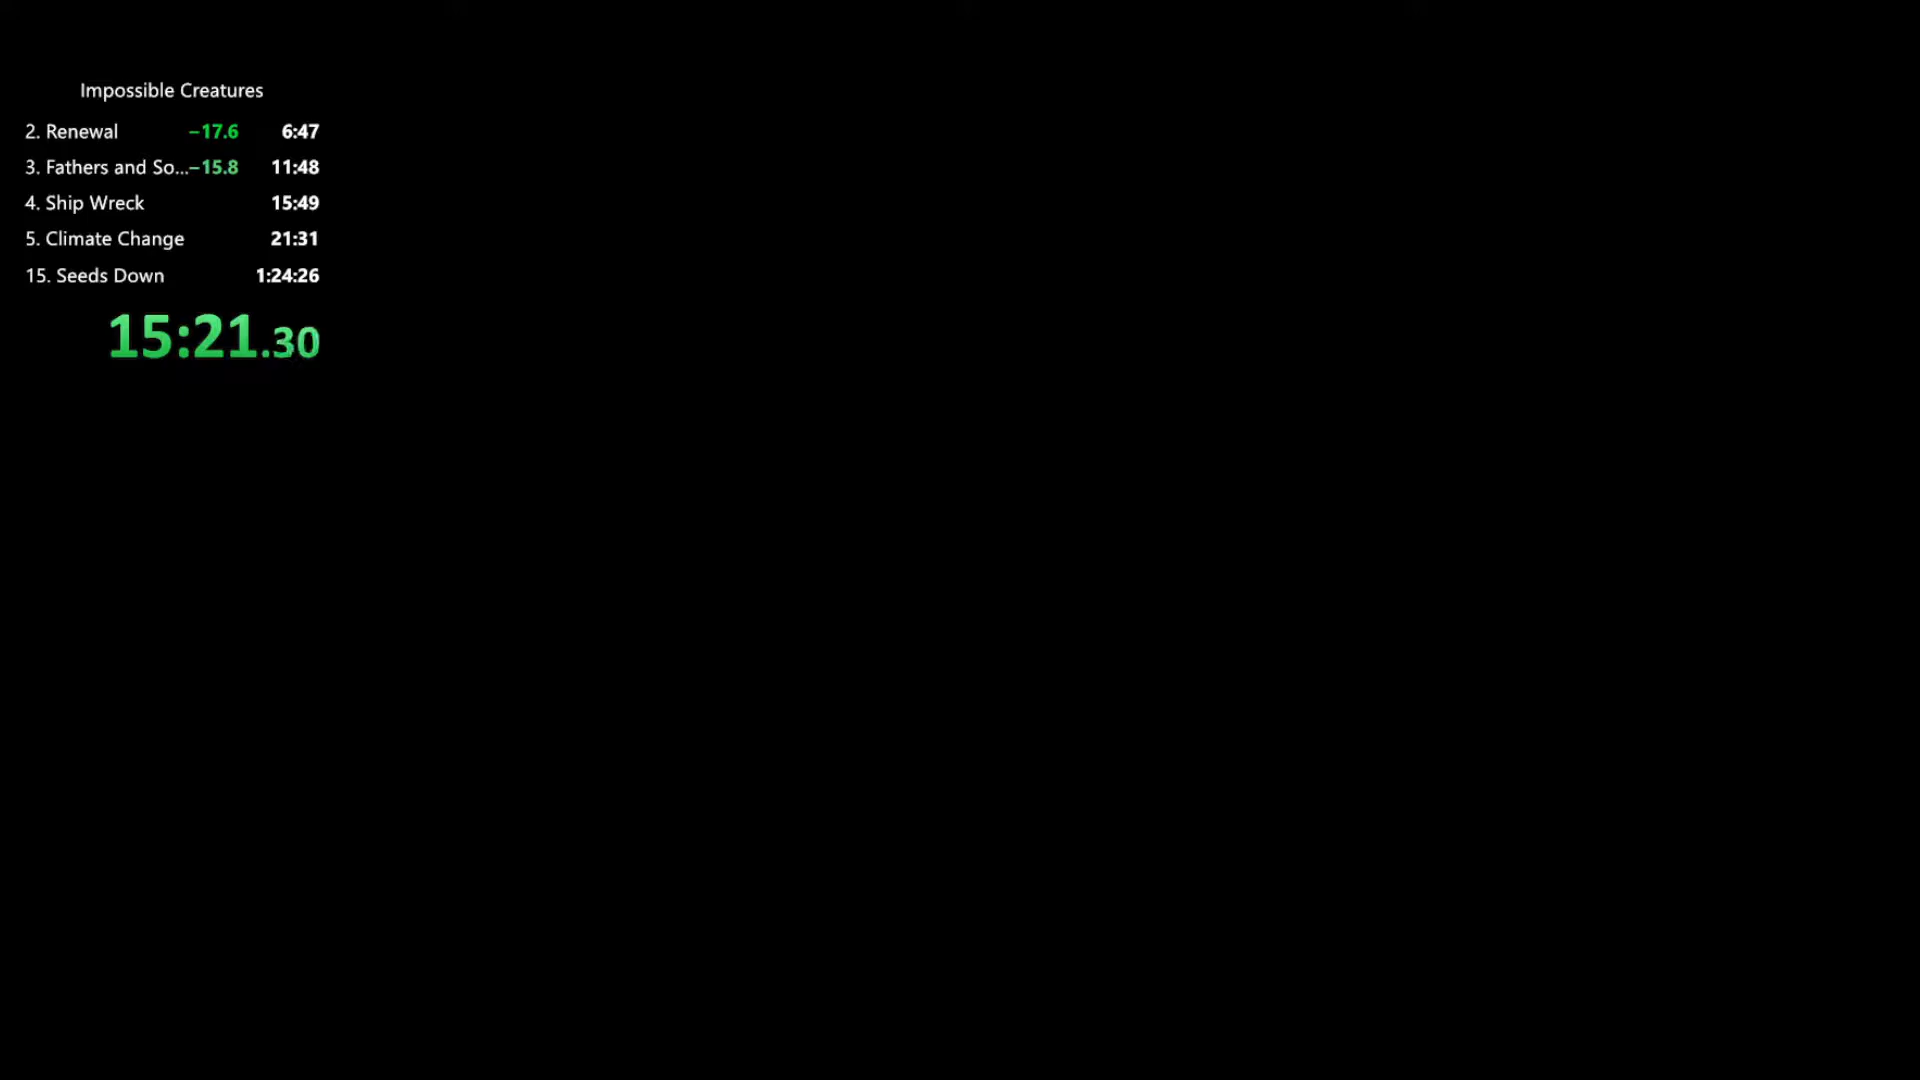 Impossible Creatures
2. Renewal −17.6 6:47
3. Fathers and So...−15.8 11:48
4. Ship Wreck 15:49
5. Climate Change 21:31
15. Seeds Down 1:24:26
15:21.30